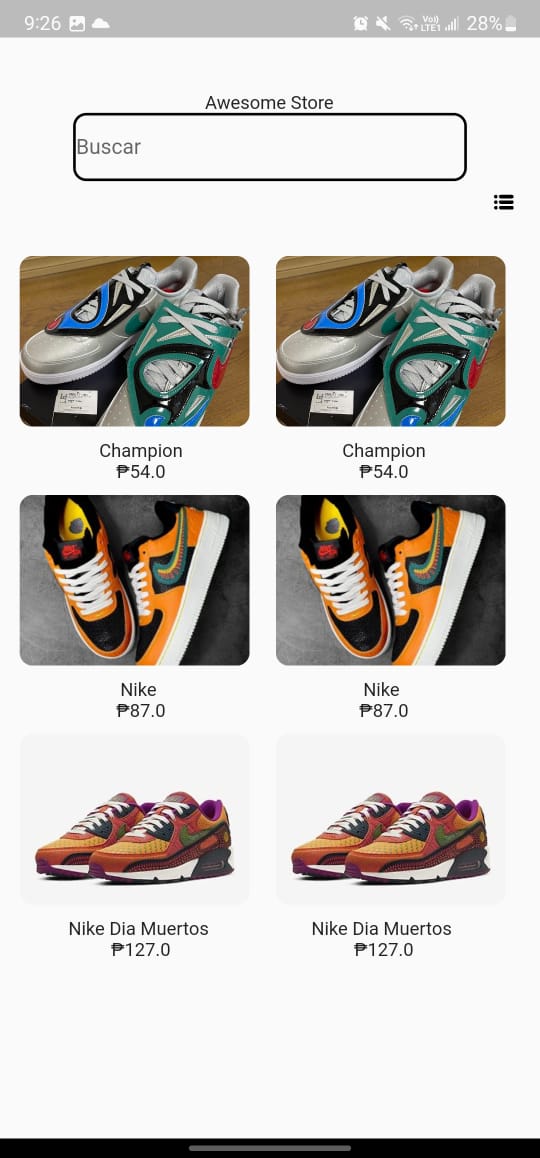 9:26 Vo)) LTE1 28%
Awesome Store
Buscar
Champion Champion
₱54.0 ₱54.0
Nike Nike
₱87.0 ₱87.0
Nike Dia Muertos Nike Dia Muertos
₱127.0 ₱127.0